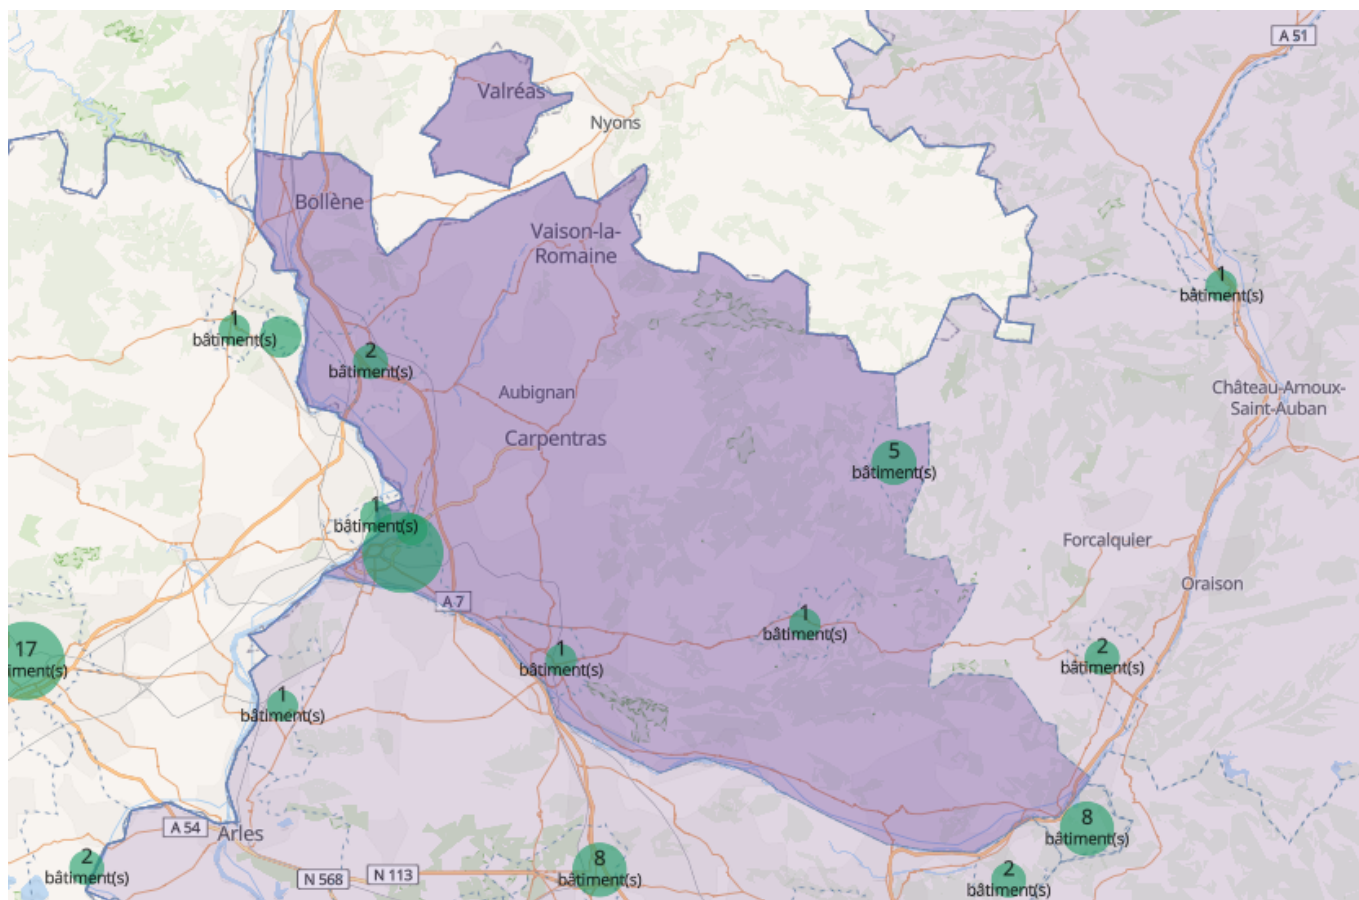 A 51
Valréas
Nyons
Bollène
Vaison-la-
Romaine
1
bâtiment(s)
1
bâtiment(s)
2
bâtiment(s)
Aubignan
Château-Arnoux-
Saint-Auban
Carpentras
5
bâtiment(s)
1
bâtiment(s)
Forcalquier
Oraison
A 7
1
bâtiment(s)
17
iment(s)
1
bâtiment(s)
2
bâtiment(s)
1
bâtiment(s)
A 54
Arles
8
bâtiment(s)
2
bâtiment(s)
N 568
N 113
8
bâtiment(s)
2
bâtiment(s)